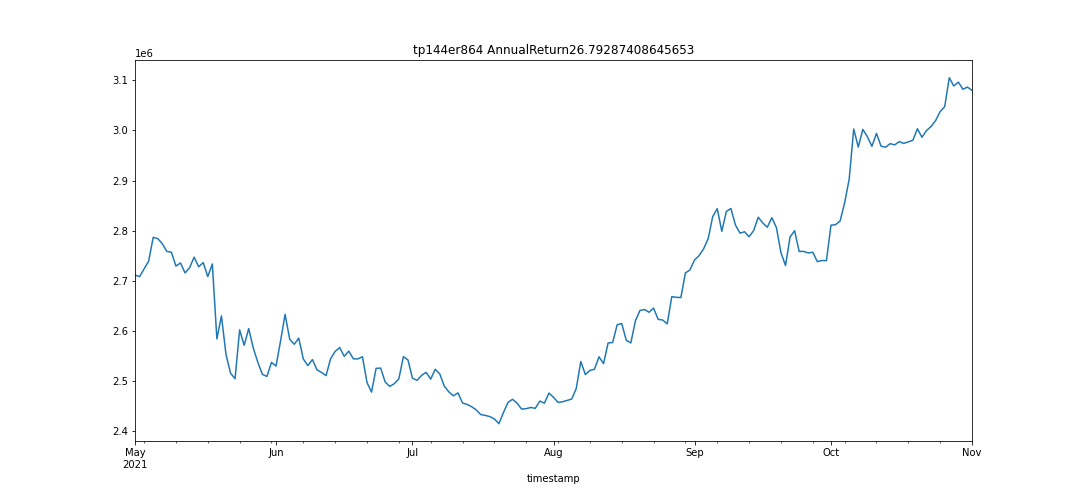 tp144er864 AnnualReturn26.79287408645653
1e6
3.1
3.0
2.9
2.8
2.7
2.6
2.5
2.4
May Jun Jul Aug Sep Oct Nov
2021
timestamp